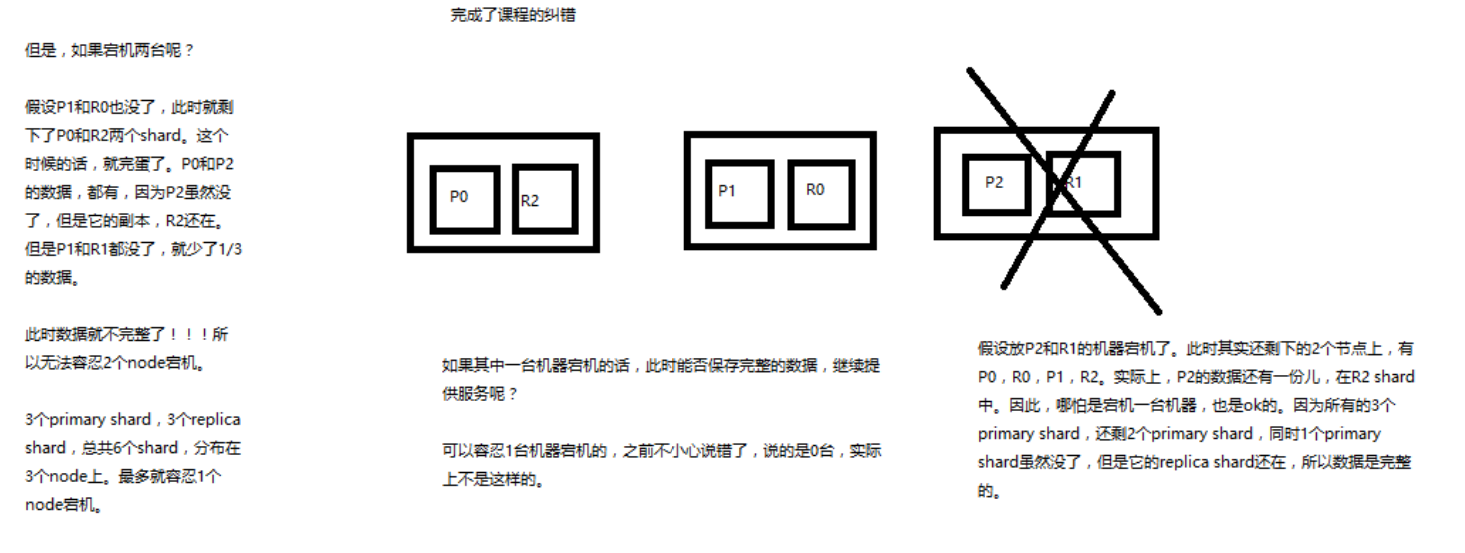 完成了课程的纠错
但是，如果宕机两台呢？
假设P1和R0也没了，此时就剩
下了P0和R2两个shard。这个
时候的话，就完蛋了。P0和P2
的数据，都有，因为P2虽然没
了，但是它的副本，R2还在。
但是P1和R1都没了，就少了1/3
的数据。
此时数据就不完整了！！！所
以无法容忍2个node宕机。
3个primary shard，3个replica
shard，总共6个shard，分布在
3个node上。最多就容忍1个
node宕机。
P0
R2
P1
R0
P2
R1
如果其中一台机器宕机的话，此时能否保存完整的数据，继续提
供服务呢？
可以容忍1台机器宕机的，之前不小心说错了，说的是0台，实际
上不是这样的。
假设放P2和R1的机器宕机了。此时其实还剩下的2个节点上，有
P0，R0，P1，R2。实际上，P2的数据还有一份儿，在R2 shard
中。因此，哪怕是宕机一台机器，也是ok的。因为所有的3个
primary shard，还剩2个primary shard，同时1个primary
shard虽然没了，但是它的replica shard还在，所以数据是完整
的。